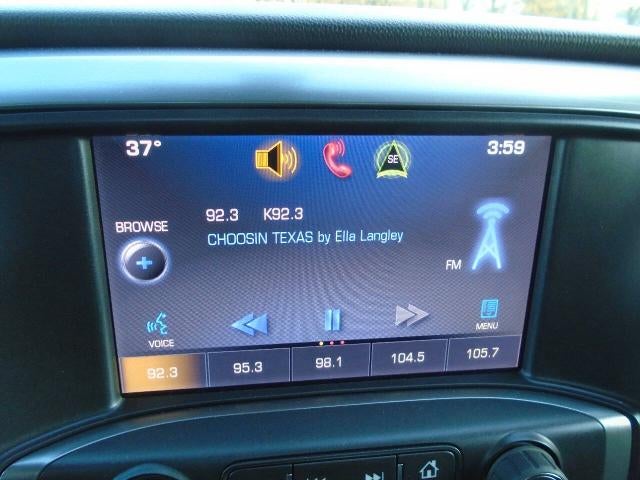 37° SE 3:59
92.3 K92.3
BROWSE
CHOOSIN TEXAS by Ella Langley
FM
VOICE
MENU
92.3 95.3 98.1 104.5 105.7